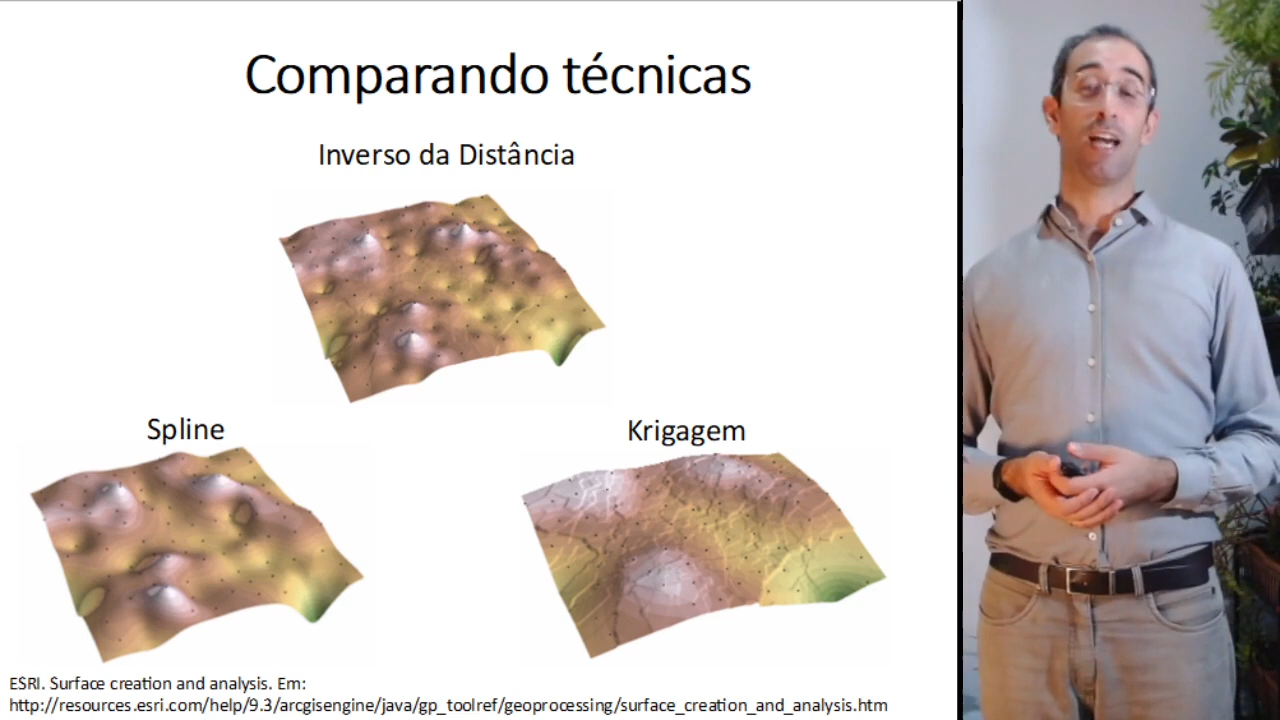 Comparando técnicas
Inverso da Distância
Spline
Krigagem
ESRI. Surface creation and analysis. Em:
http://resources.esri.com/help/9.3/arcgisengine/java/gp_toolref/geoprocessing/surface_creation_and_analysis.htm